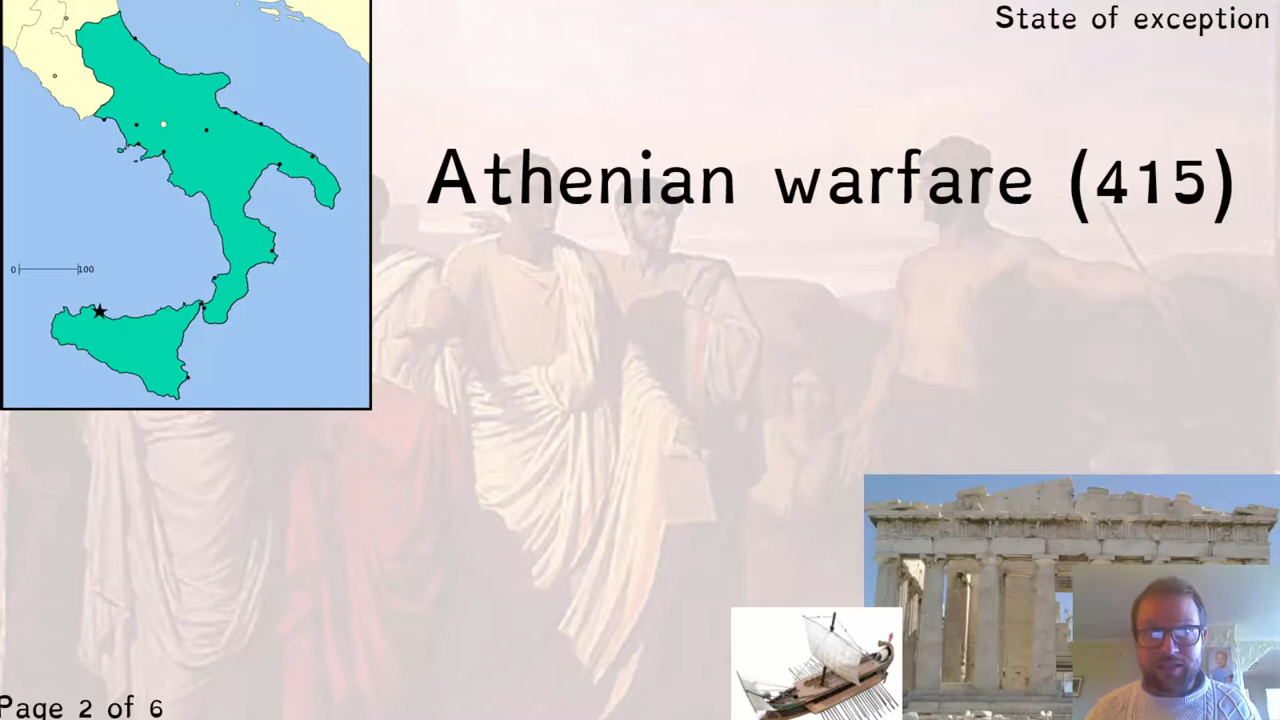 State of exception
Athenian warfare (415)
0 100
Page 2 of 6